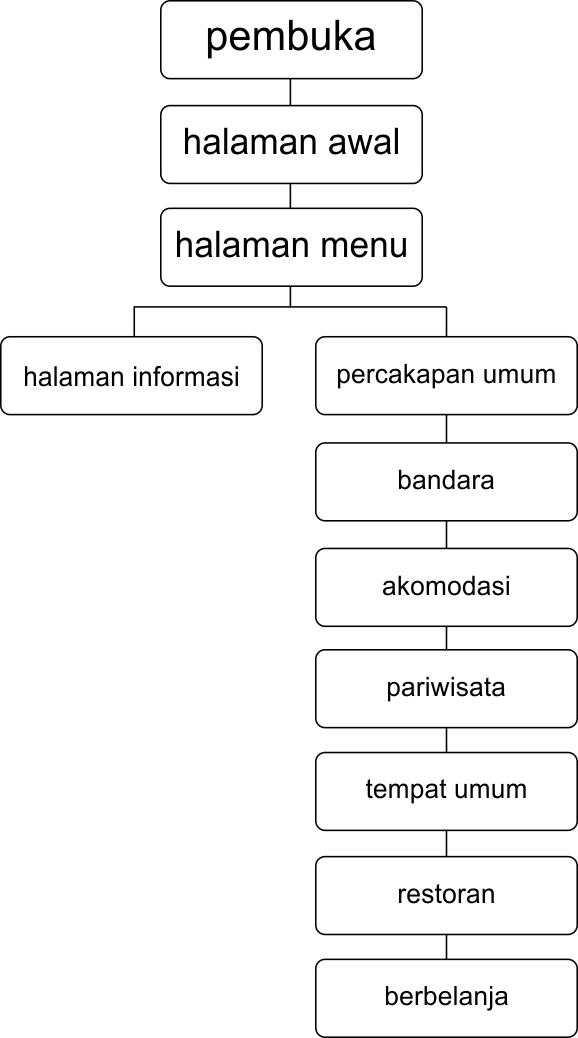 pembuka
halaman awal
halaman menu
halaman informasi
percakapan umum
bandara
akomodasi
pariwisata
tempat umum
restoran
berbelanja